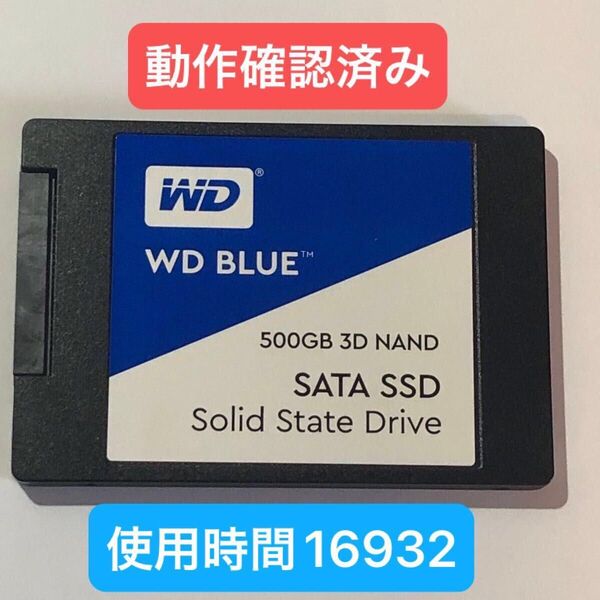 動作確認済み
WD®
WD BLUE™
500GB 3D NAND
SATA SSD
Solid State Drive
使用時間16932